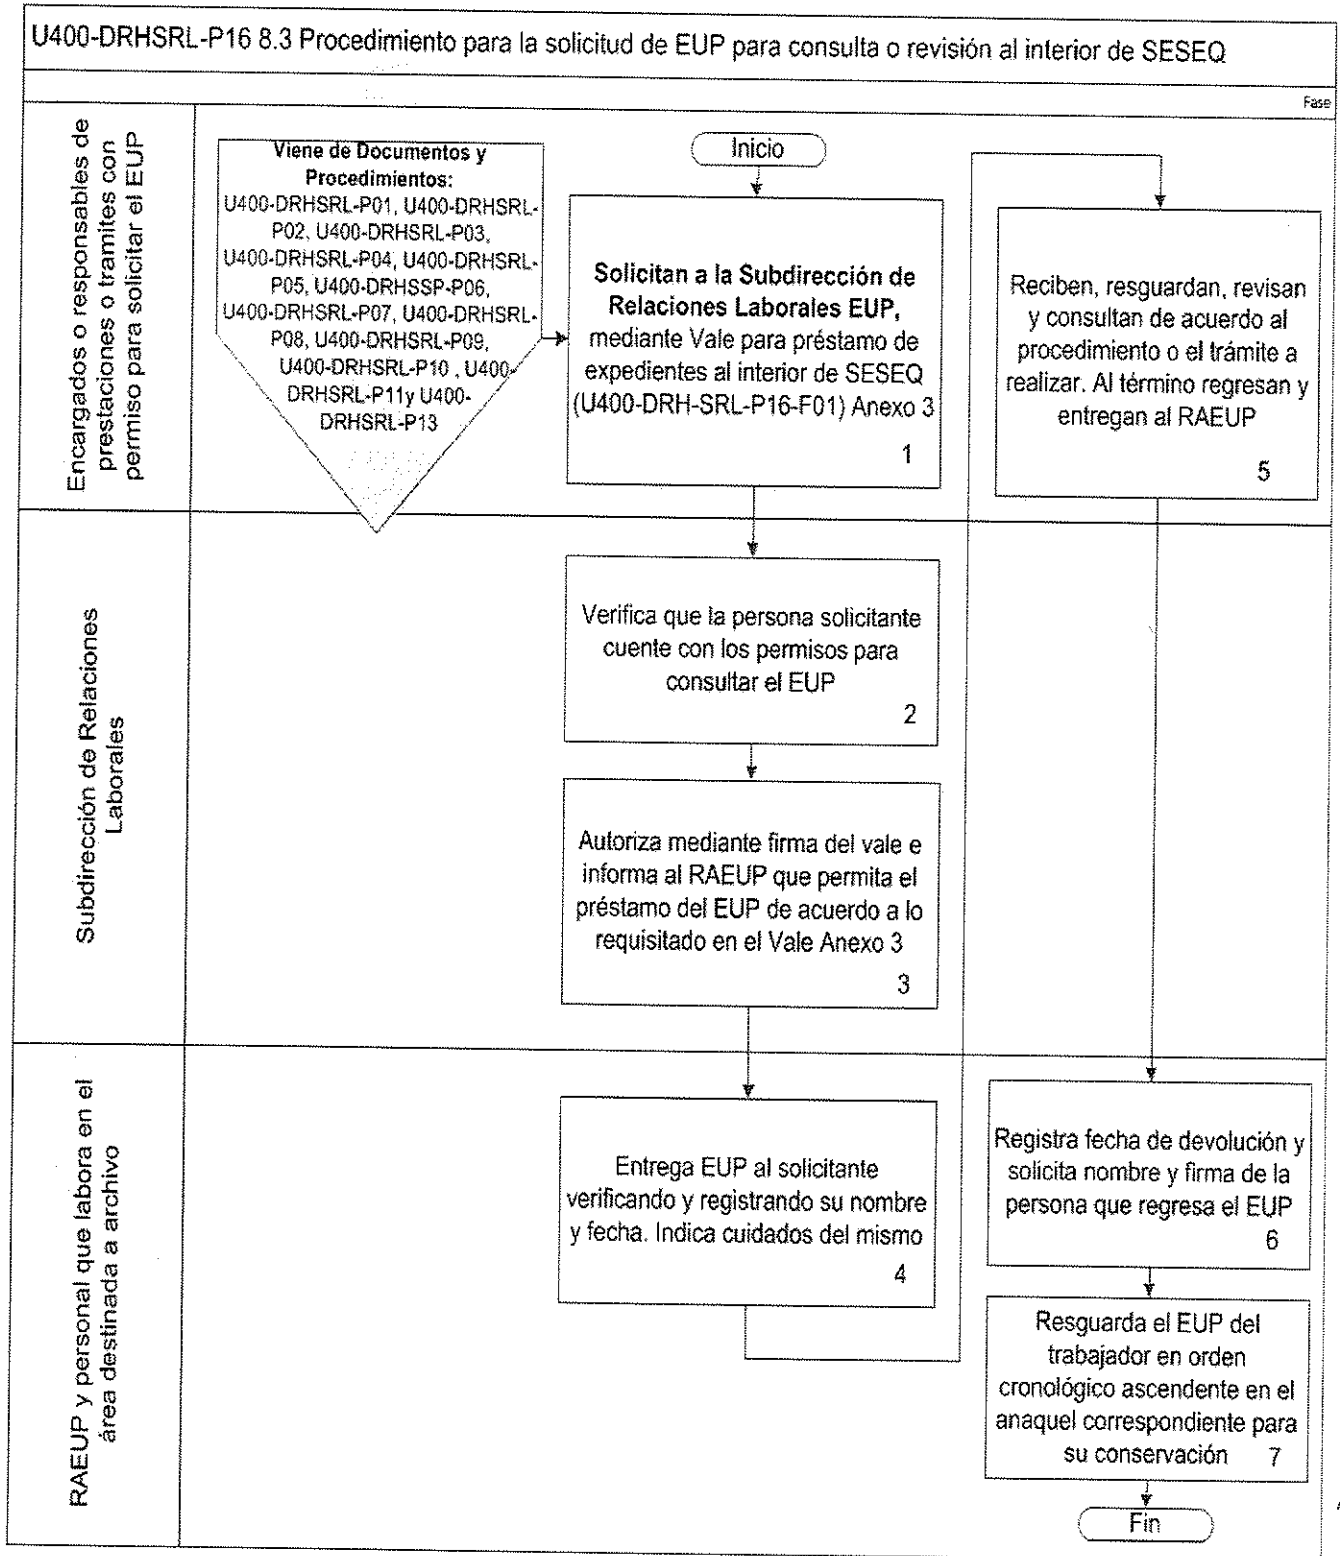 U400-DRHSRL-P16 8.3 Procedimiento para la solicitud de EUP para consulta o revisión al interior de SESEQ
Fase
Encargados o responsables de
prestaciones o tramites con
permiso para solicitar el EUP
Viene de Documentos y
Procedimientos:
U400-DRHSRL-P01, U400-DRHSRL-
P02, U400-DRHSRL-P03,
U400-DRHSRL-P04, U400-DRHSRL-
P05, U400-DRHSSP-P06,
U400-DRHSRL-P07, U400-DRHSRL-
P08, U400-DRHSRL-P09,
U400-DRHSRL-P10 , U400-
DRHSRL-P11y U400-
DRHSRL-P13
Inicio
Solicitan a la Subdirección de
Relaciones Laborales EUP,
mediante Vale para préstamo de
expedientes al interior de SESEQ
(U400-DRH-SRL-P16-F01) Anexo 3
1
Reciben, resguardan, revisan
y consultan de acuerdo al
procedimiento o el trámite a
realizar. Al término regresan y
entregan al RAEUP
5
Subdirección de Relaciones
Laborales
Verifica que la persona solicitante
cuente con los permisos para
consultar el EUP
2
Autoriza mediante firma del vale e
informa al RAEUP que permita el
préstamo del EUP de acuerdo a lo
requisitado en el Vale Anexo 3
3
RAEUP y personal que labora en el
área destinada a archivo
Entrega EUP al solicitante
verificando y registrando su nombre
y fecha. Indica cuidados del mismo
4
Registra fecha de devolución y
solicita nombre y firma de la
persona que regresa el EUP
6
Resguarda el EUP del
trabajador en orden
cronológico ascendente en el
anaquel correspondiente para
su conservación 7
Fin